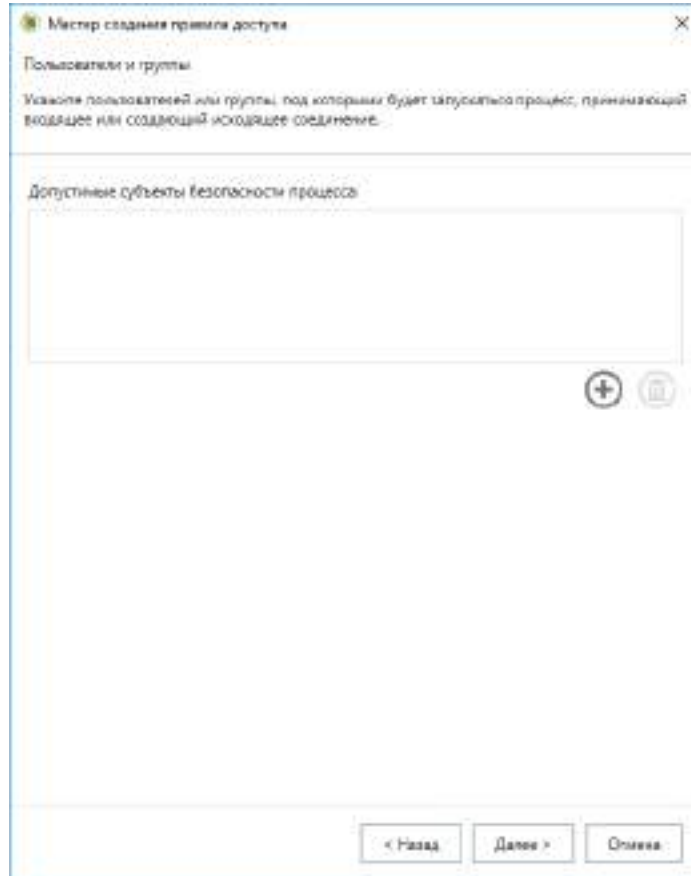 Мастер создания правила доступа
Пользователи и группы
Укажите пользователей или группы, под которыми будет запускаться процесс, принимающий
входящее или создающий исходящее соединение.
Допустимые субъекты безопасности процесса
< Назад
Далее >
Отмена